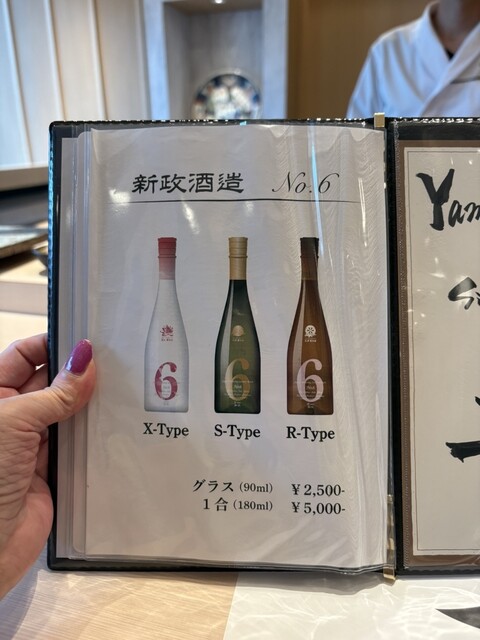 新政酒造 No.6
6 6 6
X-Type S-Type R-Type
グラス (90ml) ¥2,500-
1合 (180ml) ¥5,000-
Yam